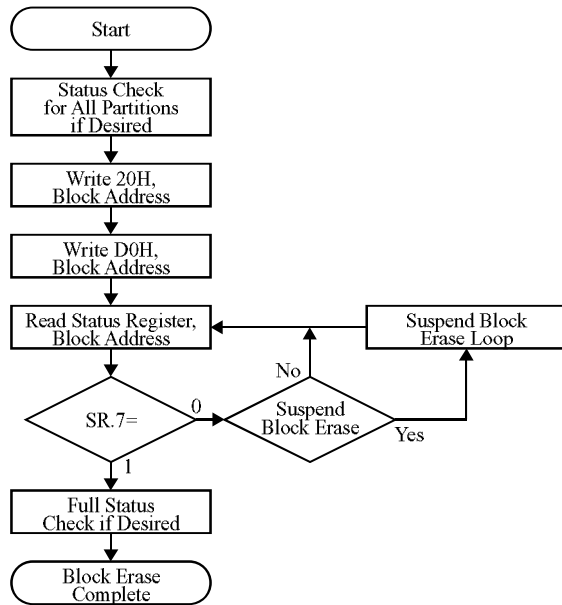 Start
Status Check
for All Partitions
if Desired
Write 20H,
Block Address
Write D0H,
Block Address
Read Status Register,
Block Address
Suspend Block
Erase Loop
No
SR.7=
0
Suspend
Block Erase
Yes
1
Full Status
Check if Desired
Block Erase
Complete